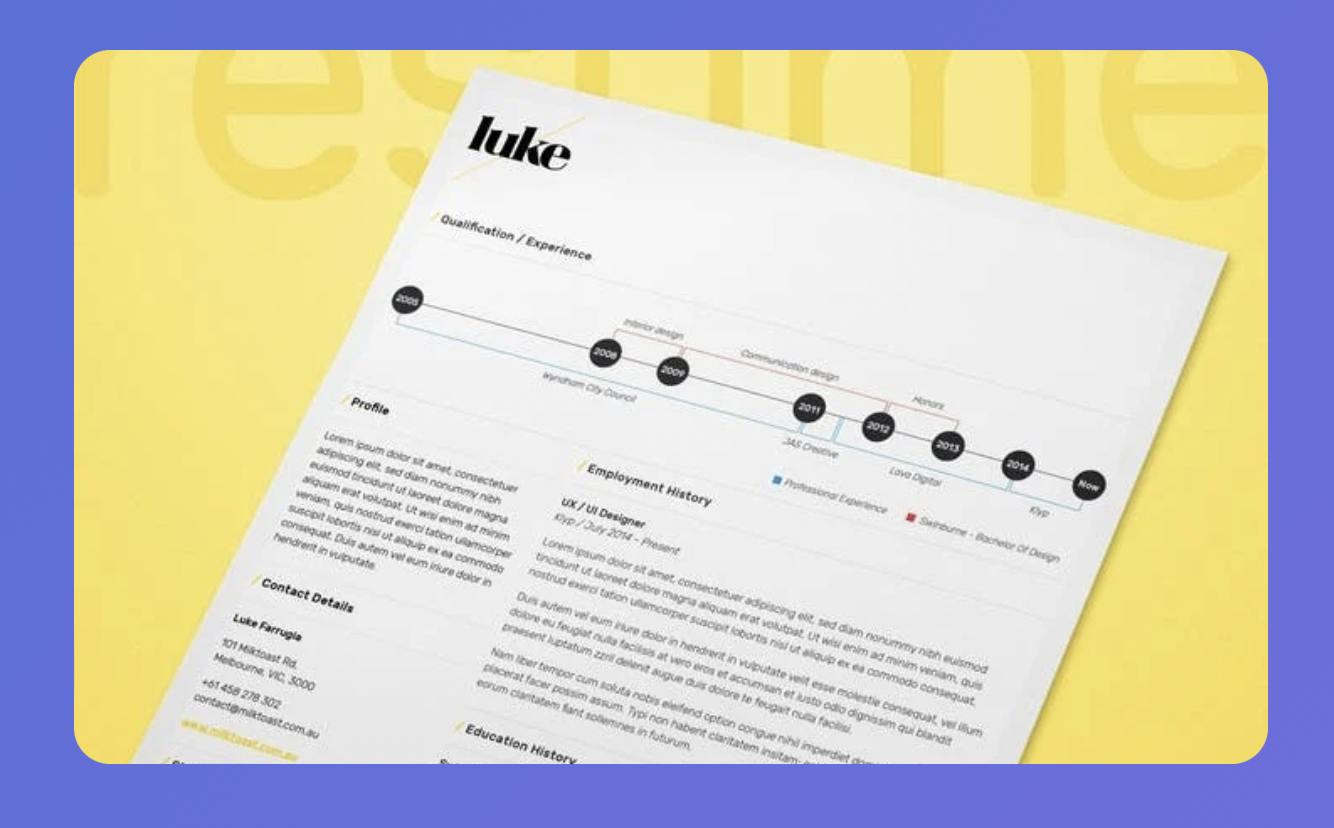 resume
luke
/ Qualification / Experience
2005
2008
2009
2011
2012
2013
2014
Now
Interior design
Communication design
Honors
Wyndham City Council
JAS Creative
Lava Digital
Klyp
Professional Experience
Swinburne - Bachelor Of Design
/ Profile
Lorem ipsum dolor sit amet, consectetuer
adipiscing elit, sed diam nonummy nibh
euismod tincidunt ut laoreet dolore magna
aliquam erat volutpat. Ut wisi enim ad minim
veniam, quis nostrud exerci tation ullamcorper
suscipit lobortis nisl ut aliquip ex ea commodo
consequat. Duis autem vel eum iriure dolor in
hendrerit in vulputate.
/ Contact Details
Luke Farrugia
101 Milktoast Rd,
Melbourne, VIC, 3000
+61 458 278 302
contact@milktoast.com.au
www.milktoast.com.au
/ Employment History
UX / UI Designer
Klyp / July 2014 - Present
Lorem ipsum dolor sit amet, consectetuer adipiscing elit, sed diam nonummy nibh euismod
tincidunt ut laoreet dolore magna aliquam erat volutpat. Ut wisi enim ad minim veniam, quis
nostrud exerci tation ullamcorper suscipit lobortis nisl ut aliquip ex ea commodo consequat.
Duis autem vel eum iriure dolor in hendrerit in vulputate velit esse molestie consequat, vel illum
dolore eu feugiat nulla facilisis at vero eros et accumsan et iusto odio dignissim qui blandit
praesent luptatum zzril delenit augue duis dolore te feugait nulla facilisi.
Nam liber tempor cum soluta nobis eleifend option congue nihil imperdiet
placerat facer possim assum. Typi non habent claritatem insitam;
eorum claritatem fiant sollemnes in futurum.
/ Education History